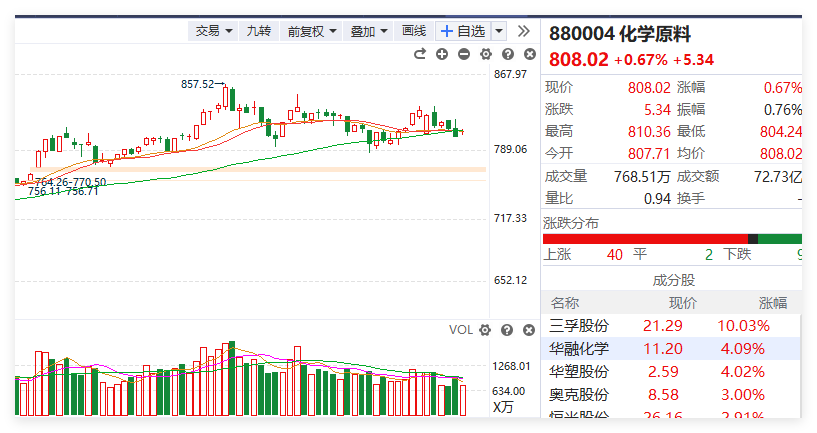 交易 九转 前复权 叠加 画线 自选
857.52
764.26-770.50
756.11 756.71
867.97
789.06
717.33
652.12
VOL
1268.01
634.00
X万
880004 化学原料
808.02 +0.67% +5.34
现价 808.02 涨幅 0.67%
涨跌 5.34 振幅 0.76%
最高 810.36 最低 804.24
今开 807.71 均价 808.02
成交量 768.51万 成交额 72.73亿
量比 0.94 换手 -
涨跌分布
上涨 40 平 2 下跌
成分股
名称 现价 涨幅
三孚股份 21.29 10.03%
华融化学 11.20 4.09%
华塑股份 2.59 4.02%
奥克股份 8.58 3.00%
恒光股份 26.16 2.91%